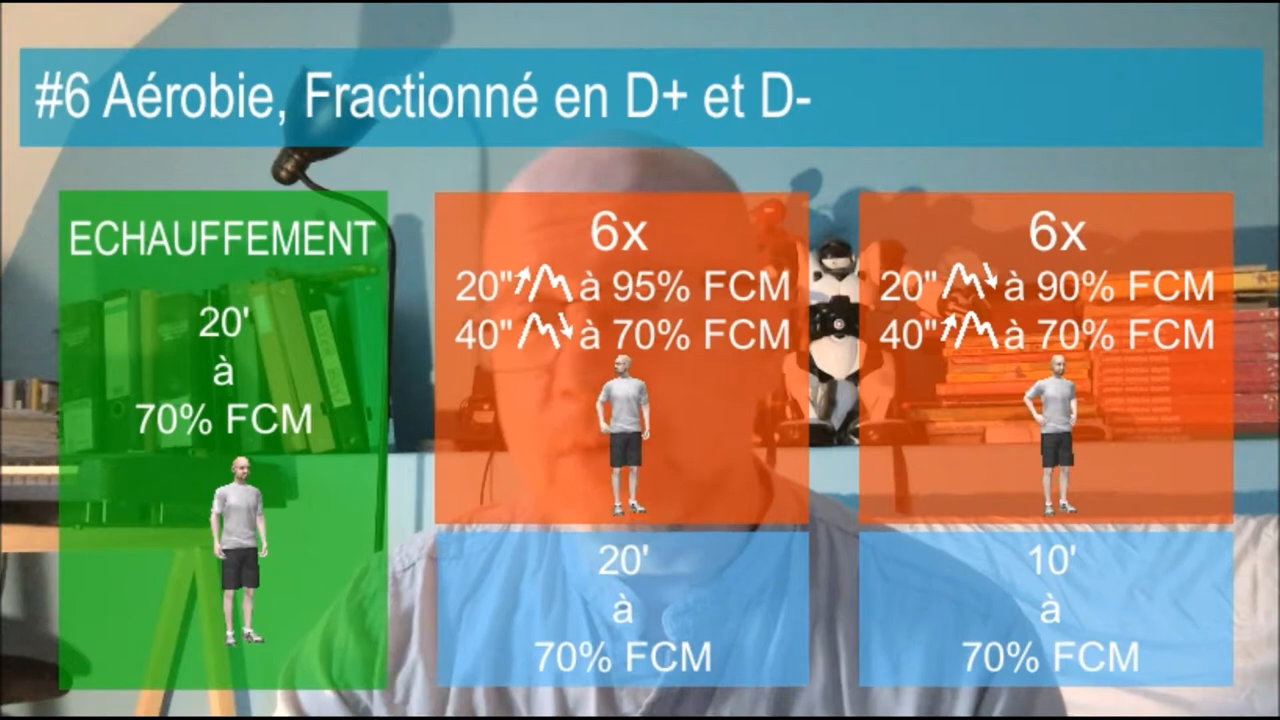 #6 Aérobie, Fractionné en D+ et D-
ECHAUFFEMENT
20'
à
70% FCM
6x
20" à 95% FCM
40" à 70% FCM
20'
à
70% FCM
6x
20" à 90% FCM
40" à 70% FCM
10'
à
70% FCM